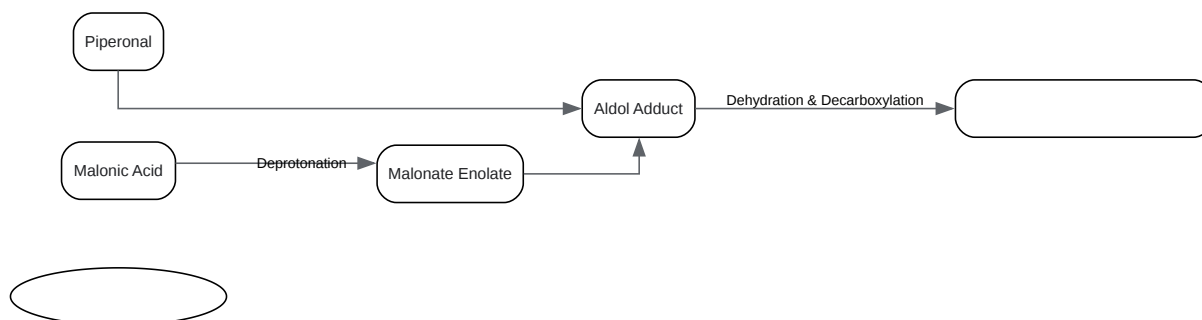 Piperonal
Aldol Adduct
Dehydration & Decarboxylation
Malonic Acid
Deprotonation
Malonate Enolate